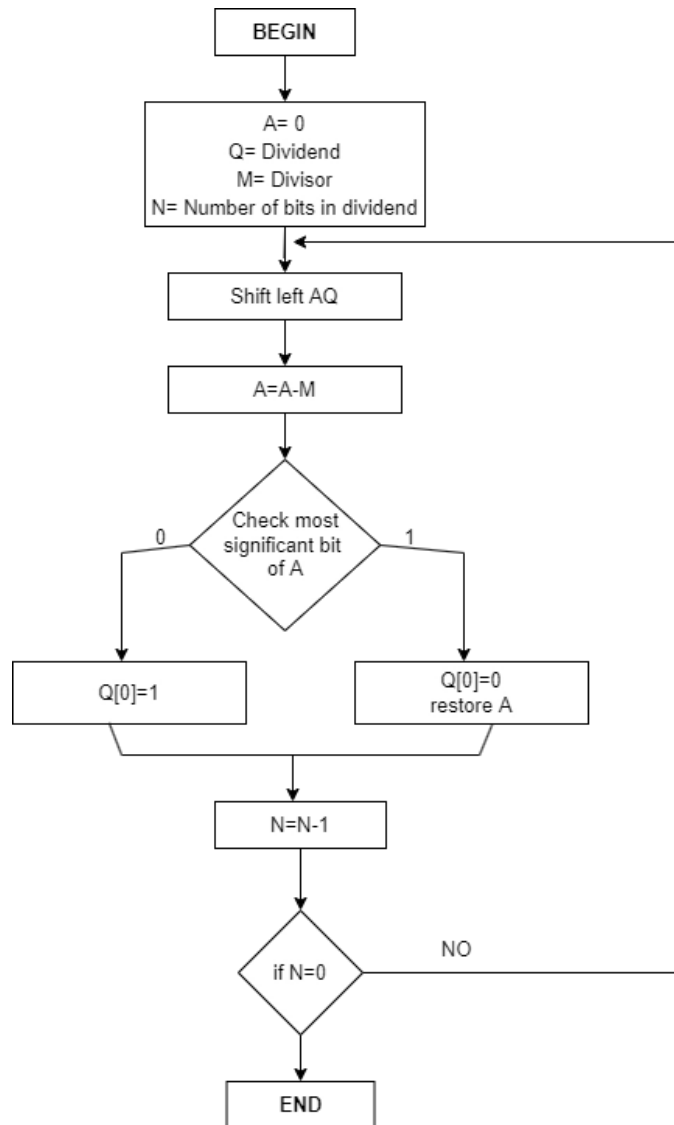 BEGIN
A= 0
Q= Dividend
M= Divisor
N= Number of bits in dividend
Shift left AQ
A=A-M
Check most
significant bit
of A
0
1
Q[0]=1
Q[0]=0
restore A
N=N-1
if N=0
NO
END